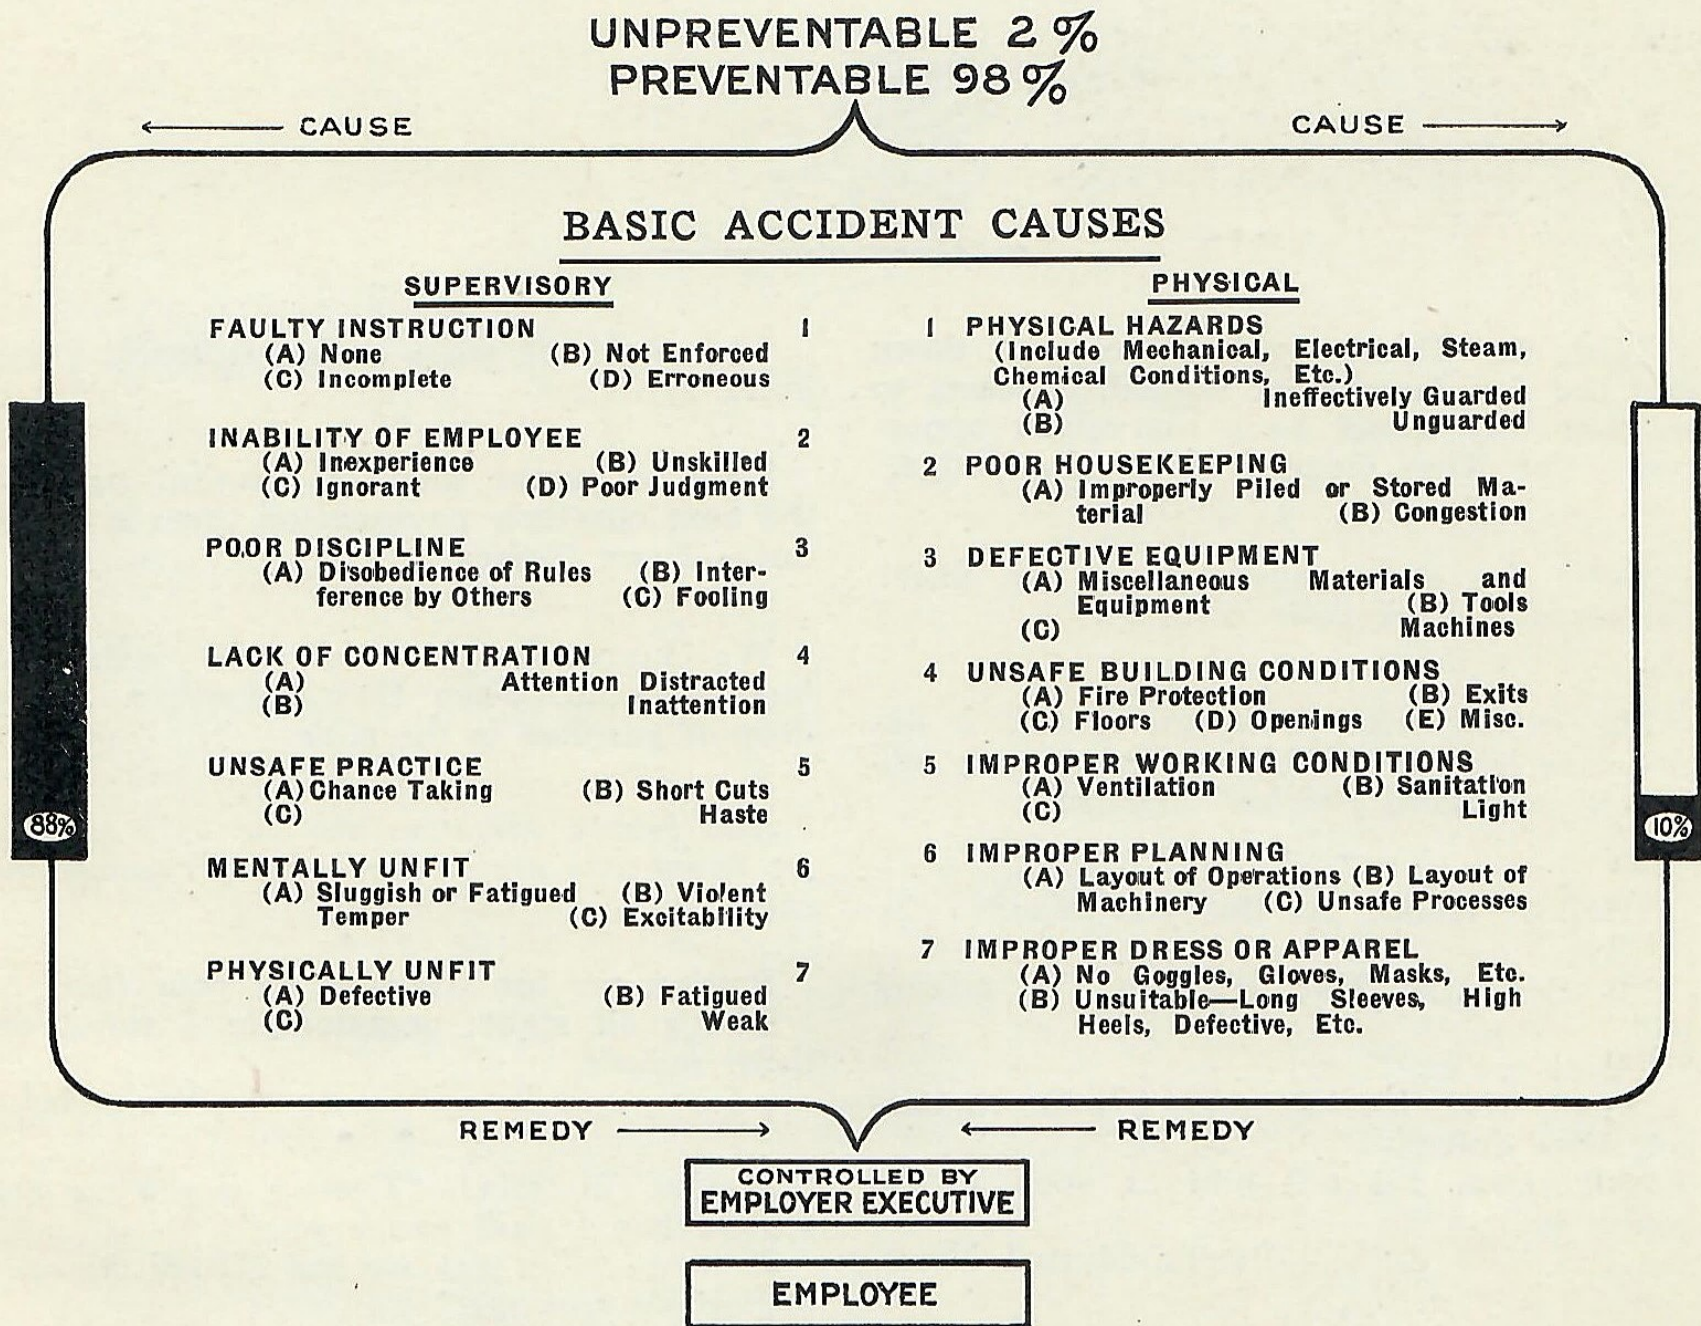 UNPREVENTABLE 2%
PREVENTABLE 98%
CAUSE
CAUSE
BASIC ACCIDENT CAUSES
SUPERVISORY
FAULTY INSTRUCTION 1
(A) None (B) Not Enforced
(C) Incomplete (D) Erroneous
INABILITY OF EMPLOYEE 2
(A) Inexperience (B) Unskilled
(C) Ignorant (D) Poor Judgment
POOR DISCIPLINE 3
(A) Disobedience of Rules (B) Inter-
ference by Others (C) Fooling
LACK OF CONCENTRATION 4
(A) Attention Distracted
(B) Inattention
UNSAFE PRACTICE 5
(A) Chance Taking (B) Short Cuts
(C) Haste
MENTALLY UNFIT 6
(A) Sluggish or Fatigued (B) Violent
Temper (C) Excitability
PHYSICALLY UNFIT 7
(A) Defective (B) Fatigued
(C) Weak
88%
PHYSICAL
1 PHYSICAL HAZARDS
(Include Mechanical, Electrical, Steam,
Chemical Conditions, Etc.)
(A) Ineffectively Guarded
(B) Unguarded
2 POOR HOUSEKEEPING
(A) Improperly Piled or Stored Ma-
terial (B) Congestion
3 DEFECTIVE EQUIPMENT
(A) Miscellaneous Materials and
Equipment (B) Tools
(C) Machines
4 UNSAFE BUILDING CONDITIONS
(A) Fire Protection (B) Exits
(C) Floors (D) Openings (E) Misc.
5 IMPROPER WORKING CONDITIONS
(A) Ventilation (B) Sanitation
(C) Light
6 IMPROPER PLANNING
(A) Layout of Operations (B) Layout of
Machinery (C) Unsafe Processes
7 IMPROPER DRESS OR APPAREL
(A) No Goggles, Gloves, Masks, Etc.
(B) Unsuitable—Long Sleeves, High
Heels, Defective, Etc.
10%
REMEDY
REMEDY
CONTROLLED BY
EMPLOYER EXECUTIVE
EMPLOYEE